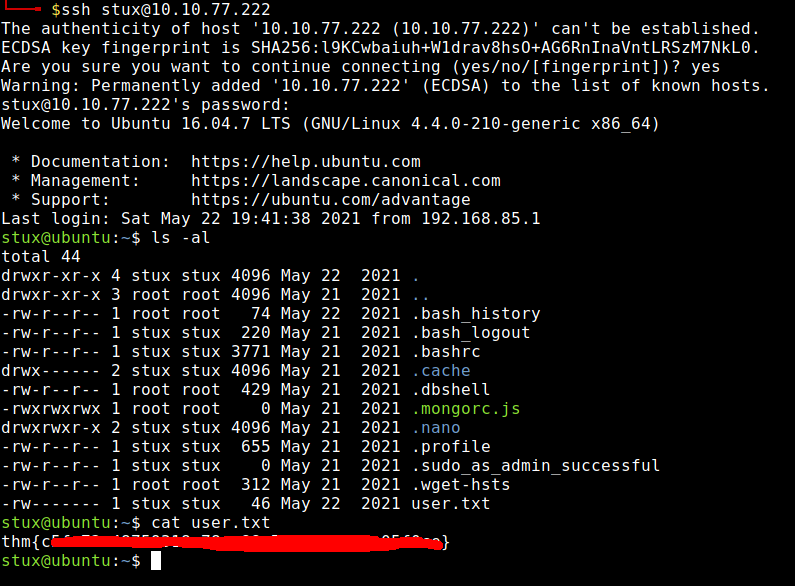 $ssh stux@10.10.77.222
The authenticity of host '10.10.77.222 (10.10.77.222)' can't be established.
ECDSA key fingerprint is SHA256:l9KCwbaiuh+W1drav8hsO+AG6RnInaVntLRSzM7NkL0.
Are you sure you want to continue connecting (yes/no/[fingerprint])? yes
Warning: Permanently added '10.10.77.222' (ECDSA) to the list of known hosts.
stux@10.10.77.222's password:
Welcome to Ubuntu 16.04.7 LTS (GNU/Linux 4.4.0-210-generic x86_64)
* Documentation:  https://help.ubuntu.com
* Management:     https://landscape.canonical.com
* Support:        https://ubuntu.com/advantage
Last login: Sat May 22 19:41:38 2021 from 192.168.85.1
stux@ubuntu:~$ ls -al
total 44
drwxr-xr-x 4 stux stux 4096 May 22  2021 .
drwxr-xr-x 3 root root 4096 May 21  2021 ..
-rw-r--r-- 1 root root   74 May 22  2021 .bash_history
-rw-r--r-- 1 stux stux  220 May 21  2021 .bash_logout
-rw-r--r-- 1 stux stux 3771 May 21  2021 .bashrc
drwx------ 2 stux stux 4096 May 21  2021 .cache
-rw-r--r-- 1 root root  429 May 21  2021 .dbshell
-rwxrwxrwx 1 root root    0 May 21  2021 .mongorc.js
drwxrwxr-x 2 stux stux 4096 May 21  2021 .nano
-rw-r--r-- 1 stux stux  655 May 21  2021 .profile
-rw-r--r-- 1 stux stux    0 May 21  2021 .sudo_as_admin_successful
-rw-r--r-- 1 root root  312 May 21  2021 .wget-hsts
-rw------- 1 stux stux   46 May 22  2021 user.txt
stux@ubuntu:~$ cat user.txt
thm{
stux@ubuntu:~$